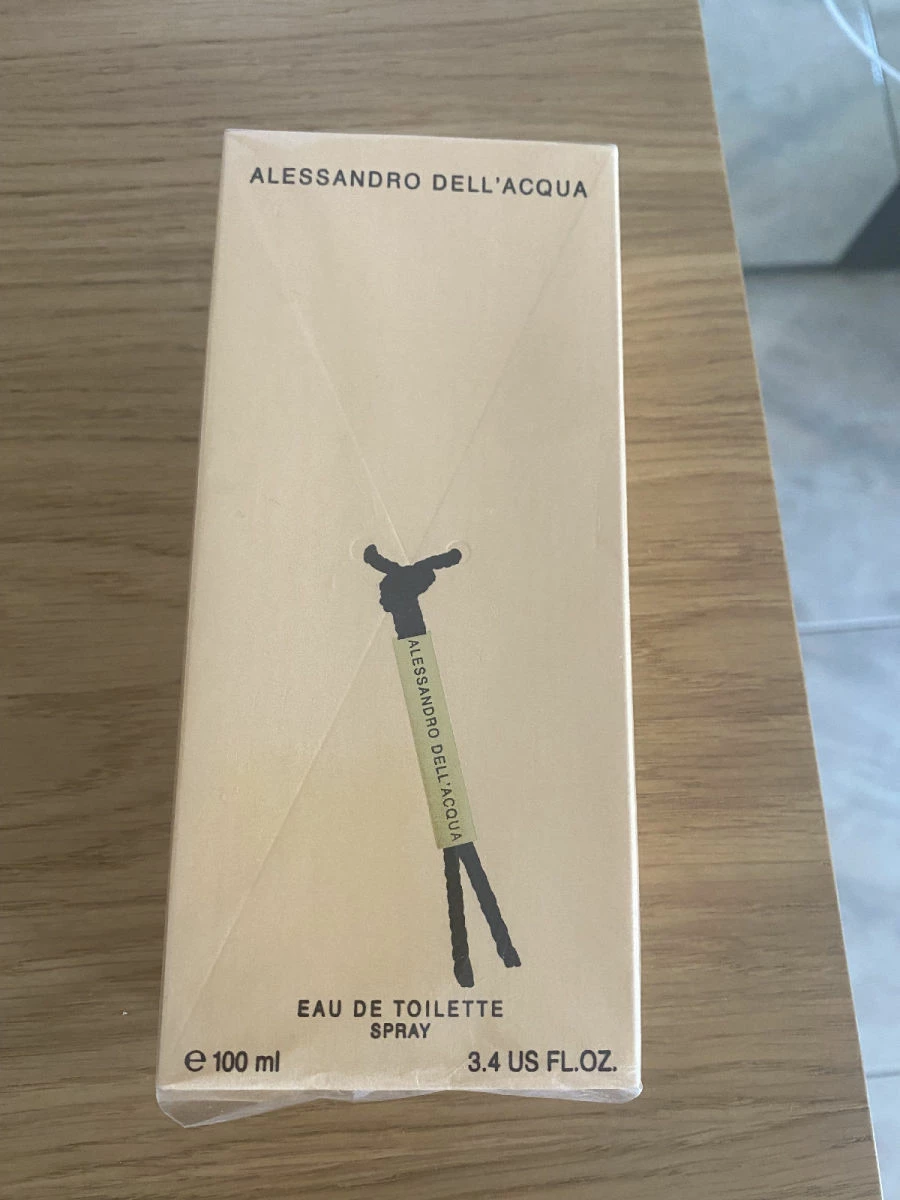 ALESSANDRO DELL'ACQUA
ALESSANDRO DELL'ACQUA
EAU DE TOILETTE
SPRAY
℮ 100 ml 3.4 US FL.OZ.